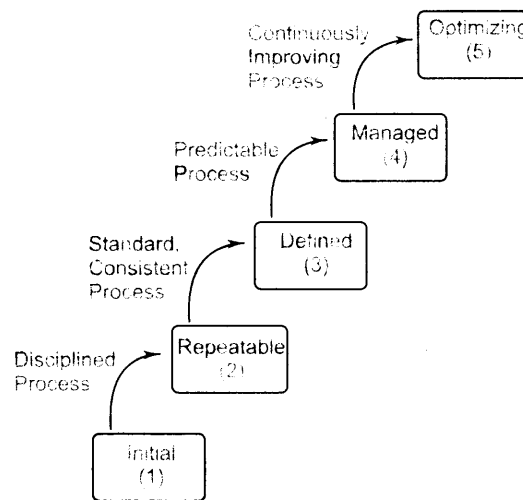 Continuously
Improving
Process
Optimizing
(5)
Predictable
Process
Managed
(4)
Standard,
Consistent
Process
Defined
(3)
Disciplined
Process
Repeatable
(2)
Initial
(1)